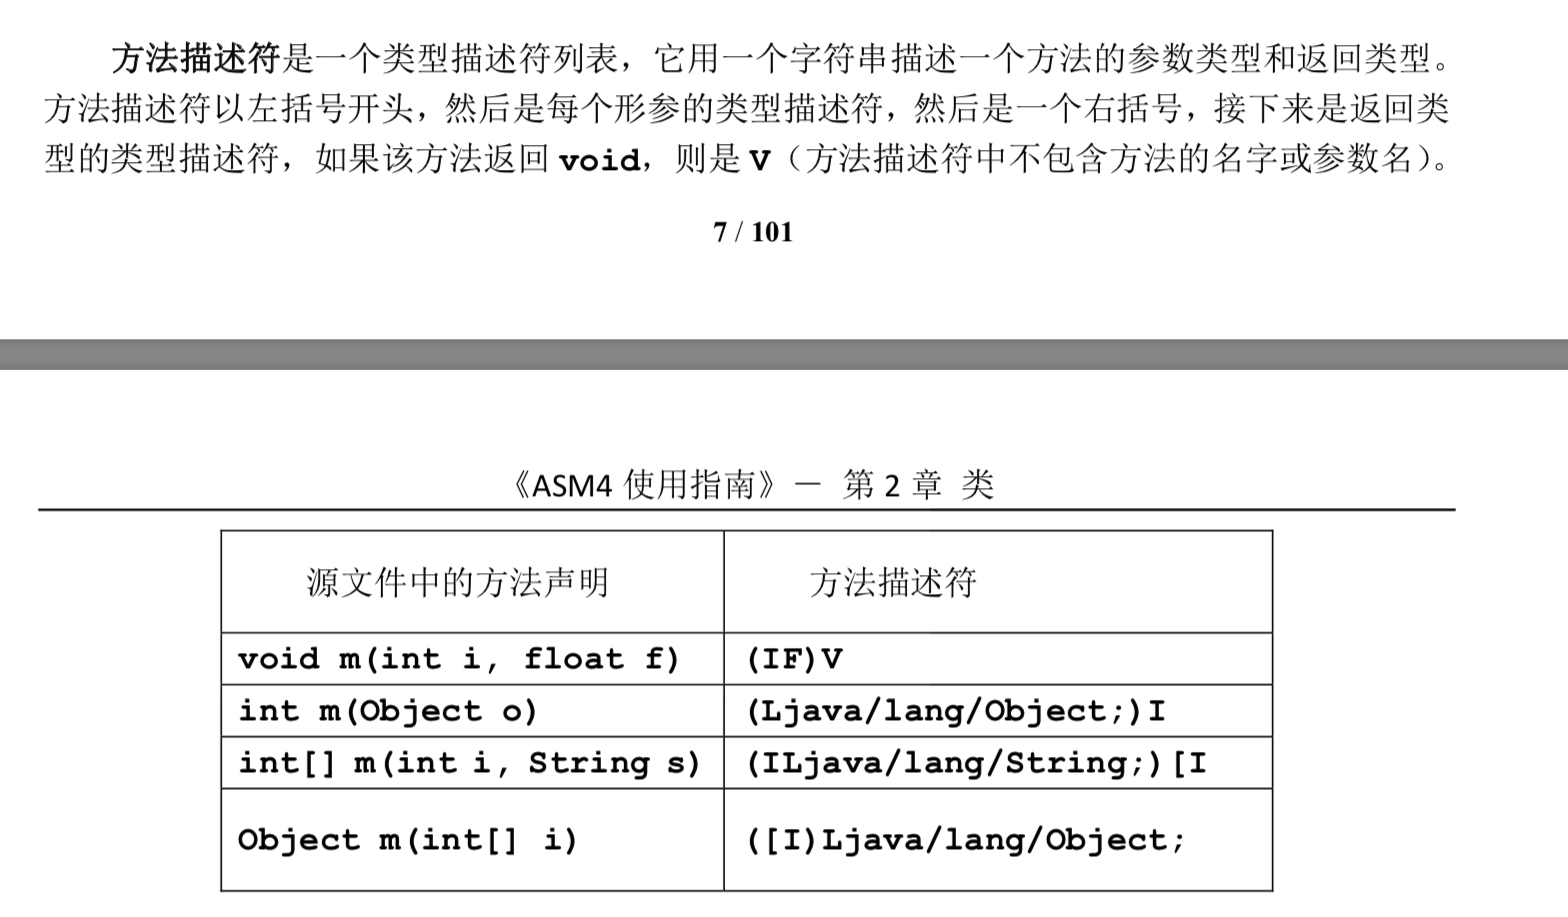 方法描述符是一个类型描述符列表，它用一个字符串描述一个方法的参数类型和返回类型。
方法描述符以左括号开头，然后是每个形参的类型描述符，然后是一个右括号，接下来是返回类
型的类型描述符，如果该方法返回 void，则是 V（方法描述符中不包含方法的名字或参数名）。
7 / 101
《ASM4 使用指南》— 第 2 章 类
源文件中的方法声明 方法描述符
void m(int i, float f) (IF)V
int m(Object o) (Ljava/lang/Object;)I
int[] m(int i, String s) (ILjava/lang/String;)[I
Object m(int[] i) ([I)Ljava/lang/Object;